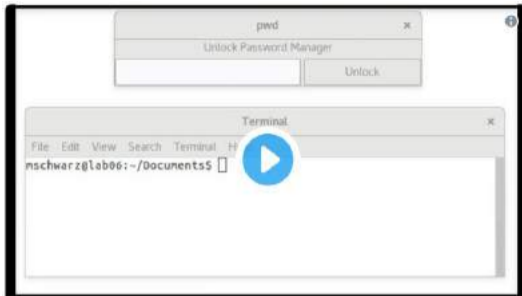 pwd ×
Unlock Password Manager
Unlock
Terminal ×
File Edit View Search Terminal H
mschwarz@lab06:~/Documents$